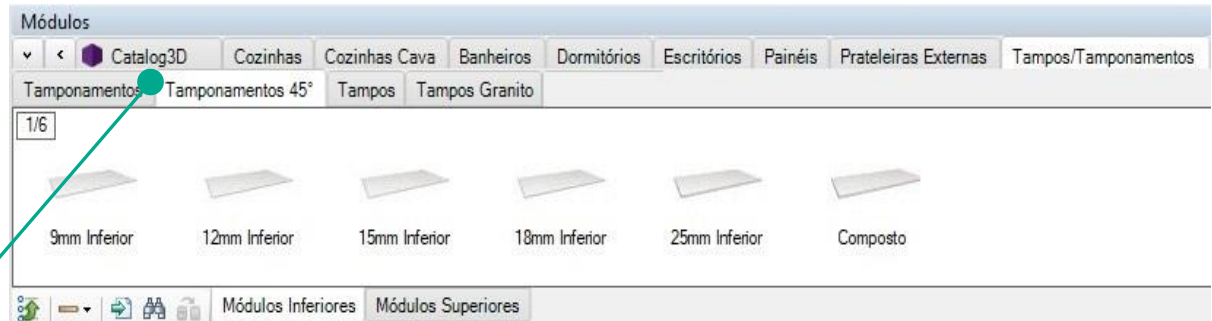 Módulos
Catalog3D Cozinhas Cozinhas Cava Banheiros Dormitórios Escritórios Painéis Prateleiras Externas Tampos/Tamponamentos
Tamponamentos Tamponamentos 45° Tampos Tampos Granito
1/6
9mm Inferior 12mm Inferior 15mm Inferior 18mm Inferior 25mm Inferior Composto
Módulos Inferiores Módulos Superiores